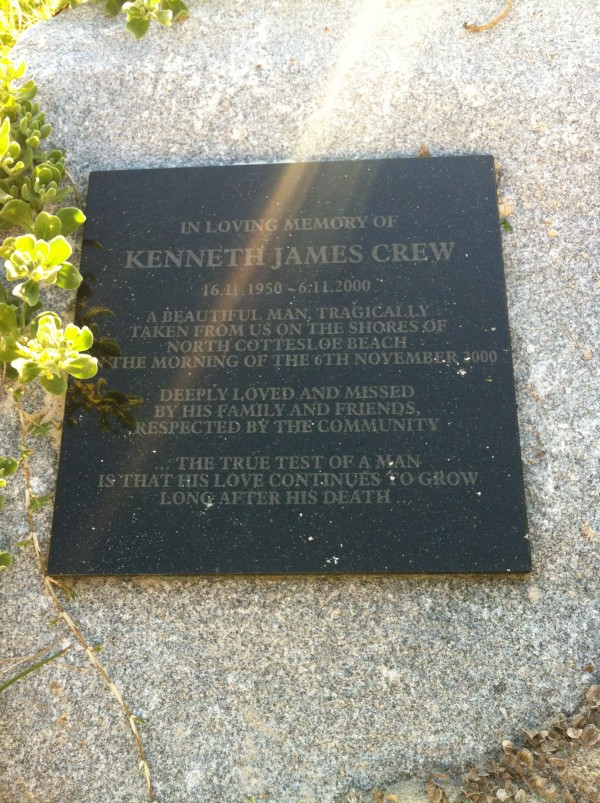 IN LOVING MEMORY OF
KENNETH JAMES CREW
16.11.1950 - 6.11.2000
A BEAUTIFUL MAN, TRAGICALLY
TAKEN FROM US ON THE SHORES OF
NORTH COTTESLOE BEACH
THE MORNING OF THE 6TH NOVEMBER 2000
DEEPLY LOVED AND MISSED
BY HIS FAMILY AND FRIENDS,
RESPECTED BY THE COMMUNITY
... THE TRUE TEST OF A MAN
IS THAT HIS LOVE CONTINUES TO GROW
LONG AFTER HIS DEATH ...